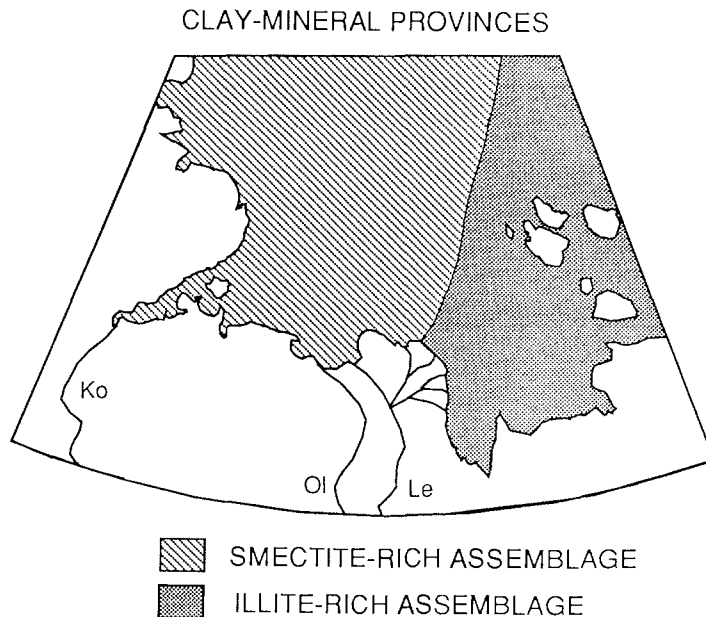 CLAY-MINERAL PROVINCES
Ko
Ol
Le
SMECTITE-RICH ASSEMBLAGE
ILLITE-RICH ASSEMBLAGE